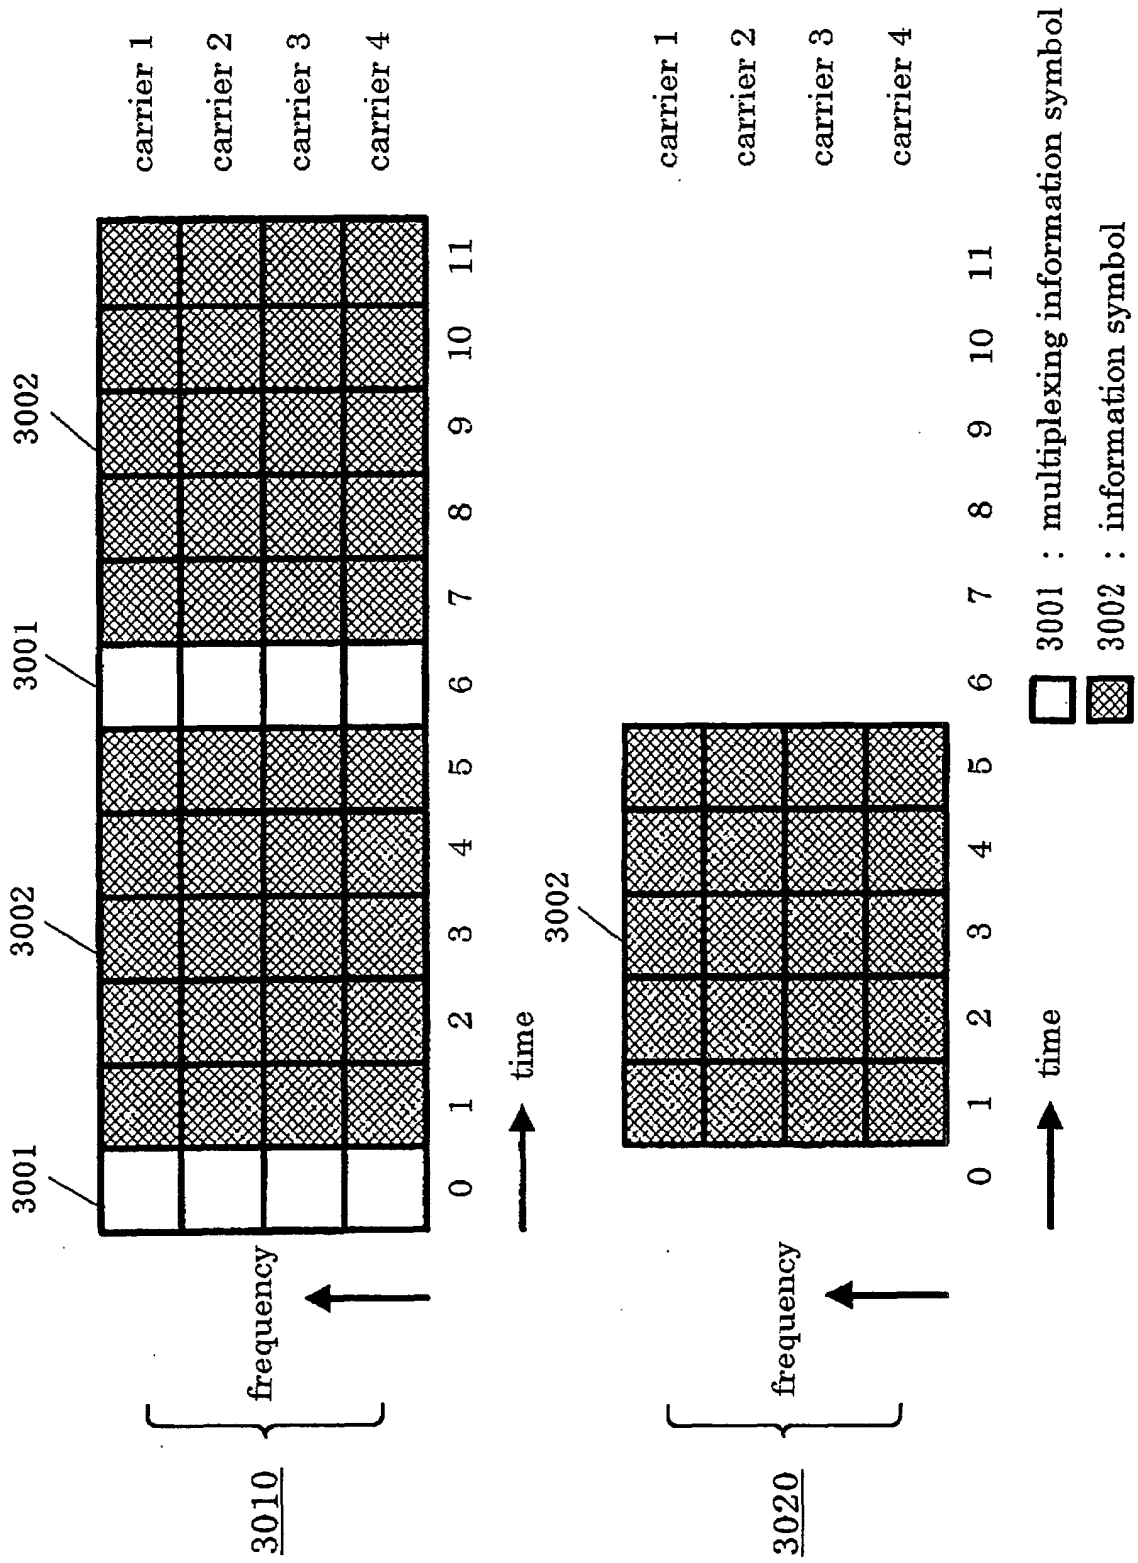 3001
3002
3001
3002
carrier 1
carrier 2
carrier 3
carrier 4
3010
frequency
0 1 2 3 4 5 6 7 8 9 10 11
time
3002
carrier 1
carrier 2
carrier 3
carrier 4
3020
frequency
0 1 2 3 4 5 6 7 8 9 10 11
time
3001 : multiplexing information symbol
3002 : information symbol